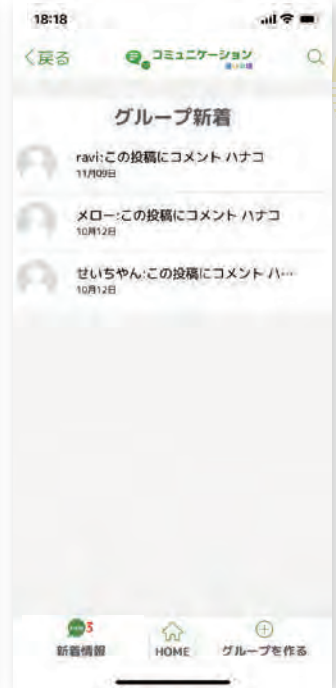 18:18
戻る
コミュニケーション
グループ新着
ravi:この投稿にコメント ハナコ
11月09日
メロー:この投稿にコメント ハナコ
10月12日
せいちやん:この投稿にコメント ハ…
10月12日
3
新着情報
HOME
グループを作る